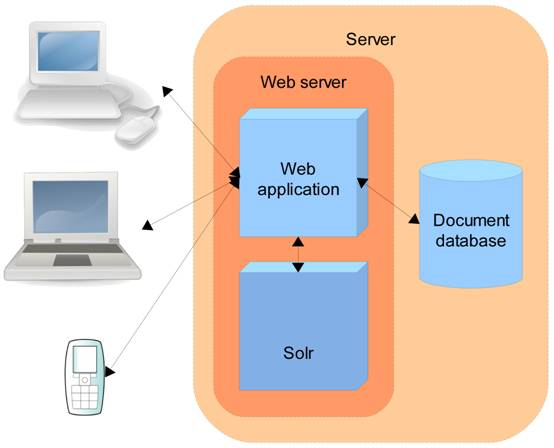 Server
Web server
Web
application
Document
database
Solr